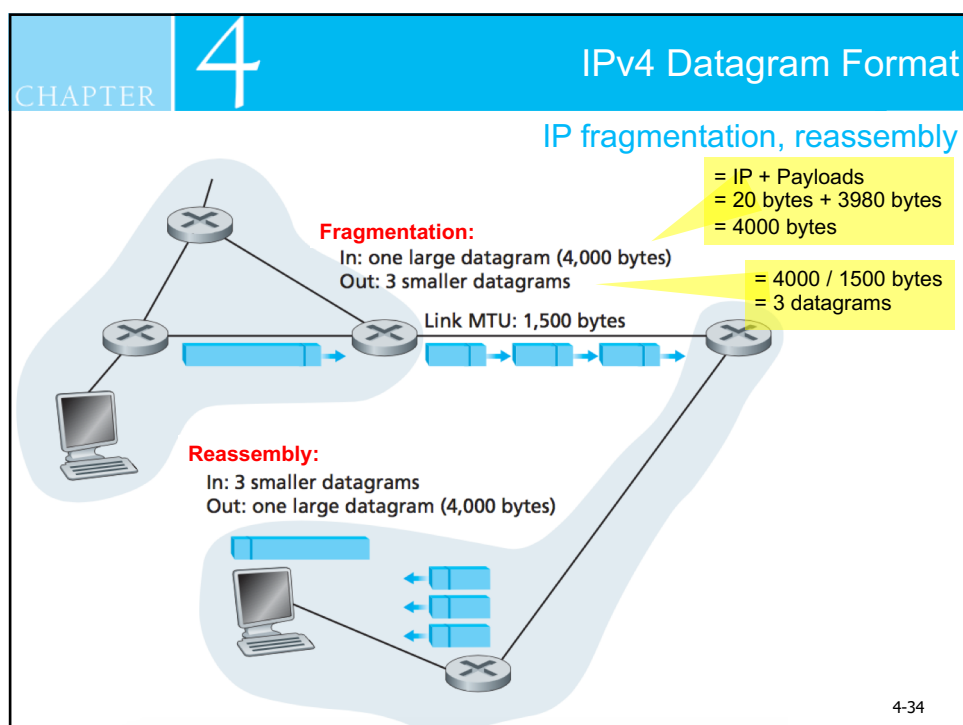 CHAPTER 4
IPv4 Datagram Format
IP fragmentation, reassembly
= IP + Payloads
= 20 bytes + 3980 bytes
= 4000 bytes
Fragmentation:
In: one large datagram (4,000 bytes)
Out: 3 smaller datagrams
= 4000 / 1500 bytes
= 3 datagrams
Link MTU: 1,500 bytes
Reassembly:
In: 3 smaller datagrams
Out: one large datagram (4,000 bytes)
4-34